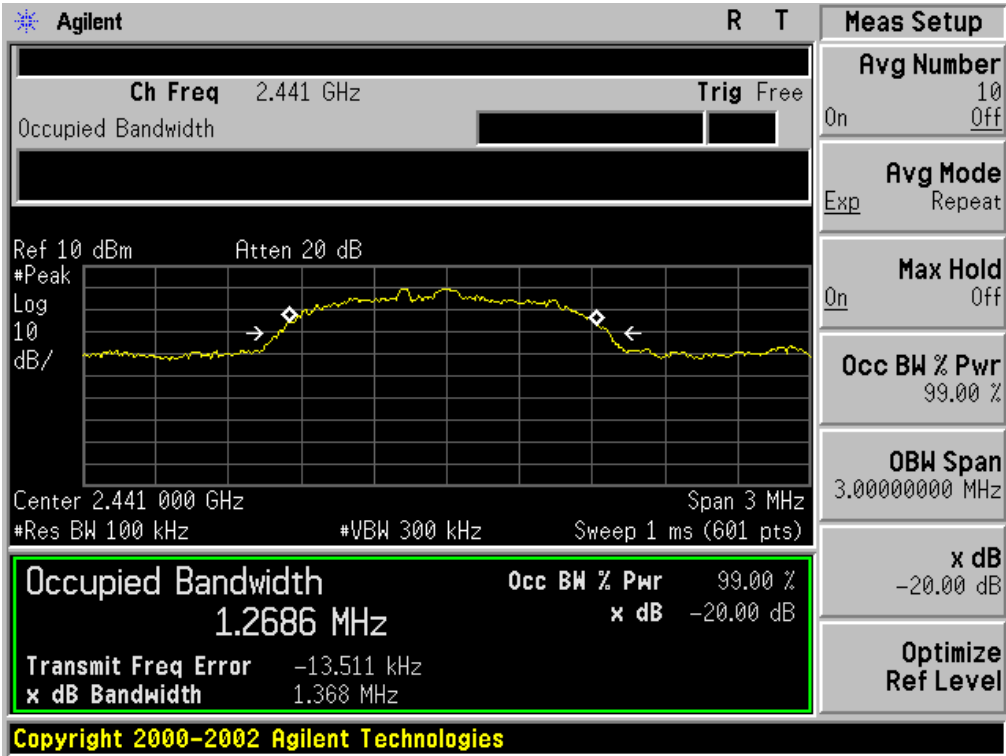 Agilent R T
Ch Freq 2.441 GHz Trig Free
Occupied Bandwidth
Ref 10 dBm Atten 20 dB
#Peak
Log
10
dB/
Center 2.441 000 GHz Span 3 MHz
#Res BW 100 kHz #VBW 300 kHz Sweep 1 ms (601 pts)
Occupied Bandwidth
1.2686 MHz
Occ BW % Pwr 99.00 %
x dB -20.00 dB
Transmit Freq Error -13.511 kHz
x dB Bandwidth 1.368 MHz
Copyright 2000-2002 Agilent Technologies
Meas Setup
Avg Number
10
On Off
Avg Mode
Exp Repeat
Max Hold
On Off
Occ BW % Pwr
99.00 %
OBW Span
3.00000000 MHz
x dB
-20.00 dB
Optimize
Ref Level